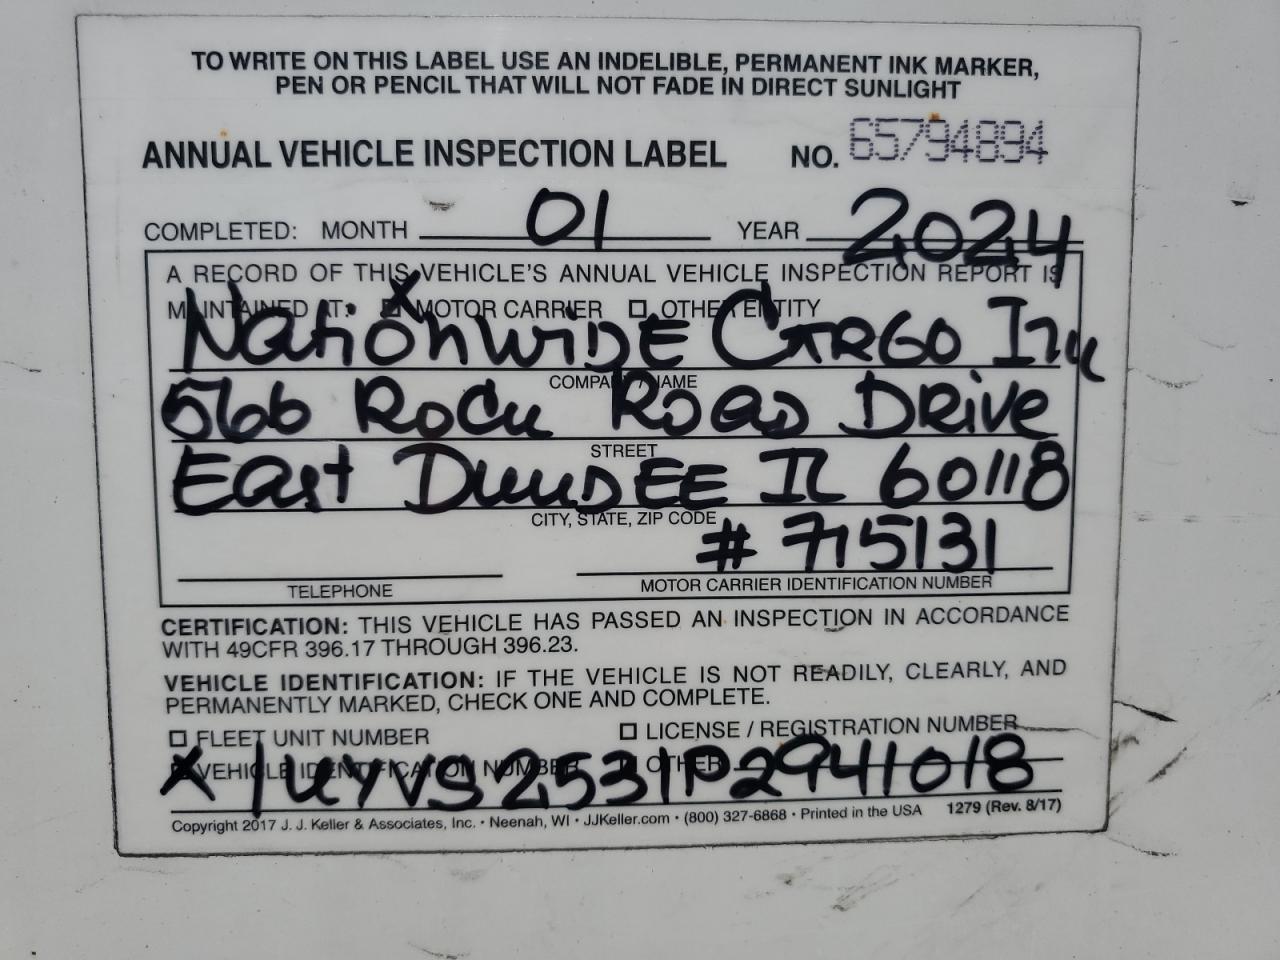 TO WRITE ON THIS LABEL USE AN INDELIBLE, PERMANENT INK MARKER,
PEN OR PENCIL THAT WILL NOT FADE IN DIRECT SUNLIGHT
ANNUAL VEHICLE INSPECTION LABEL NO. 65794894
COMPLETED: MONTH 01 YEAR 2024
A RECORD OF THIS VEHICLE'S ANNUAL VEHICLE INSPECTION REPORT IS
MAINTAINED AT: X MOTOR CARRIER ☐ OTHER ENTITY
Nationwide Cargo Inc
COMPANY NAME
566 Rock Road Drive
STREET
East Dundee IL 60118
CITY, STATE, ZIP CODE
# 715131
TELEPHONE MOTOR CARRIER IDENTIFICATION NUMBER
CERTIFICATION: THIS VEHICLE HAS PASSED AN INSPECTION IN ACCORDANCE
WITH 49CFR 396.17 THROUGH 396.23.
VEHICLE IDENTIFICATION: IF THE VEHICLE IS NOT READILY, CLEARLY, AND
PERMANENTLY MARKED, CHECK ONE AND COMPLETE.
☐ FLEET UNIT NUMBER ☐ LICENSE / REGISTRATION NUMBER
X VEHICLE IDENTIFICATION NUMBER ☐ OTHER
1UYVS2531P2941018
Copyright 2017 J. J. Keller & Associates, Inc. • Neenah, WI • JJKeller.com • (800) 327-6868 • Printed in the USA 1279 (Rev. 8/17)